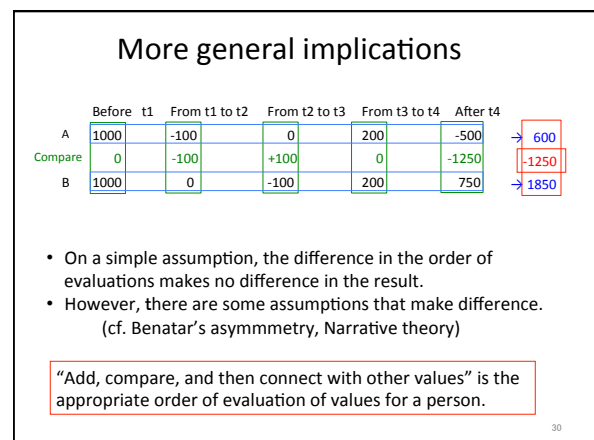 More general implications
Before t1 From t1 to t2 From t2 to t3 From t3 to t4 After t4
A 1000 -100 0 200 -500 → 600
Compare 0 -100 +100 0 -1250 -1250
B 1000 0 -100 200 750 → 1850
• On a simple assumption, the difference in the order of
evaluations makes no difference in the result.
• However, there are some assumptions that make difference.
(cf. Benatar's asymmmetry, Narrative theory)
“Add, compare, and then connect with other values” is the
appropriate order of evaluation of values for a person.
30